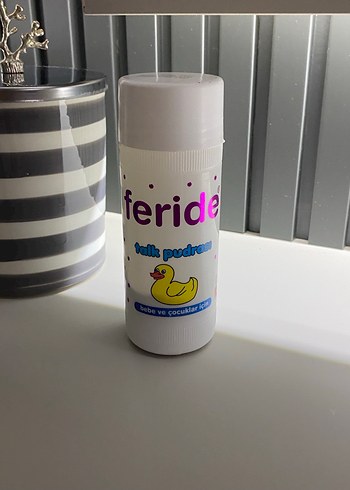 feride
talk pudrası
bebe ve çocuklar için